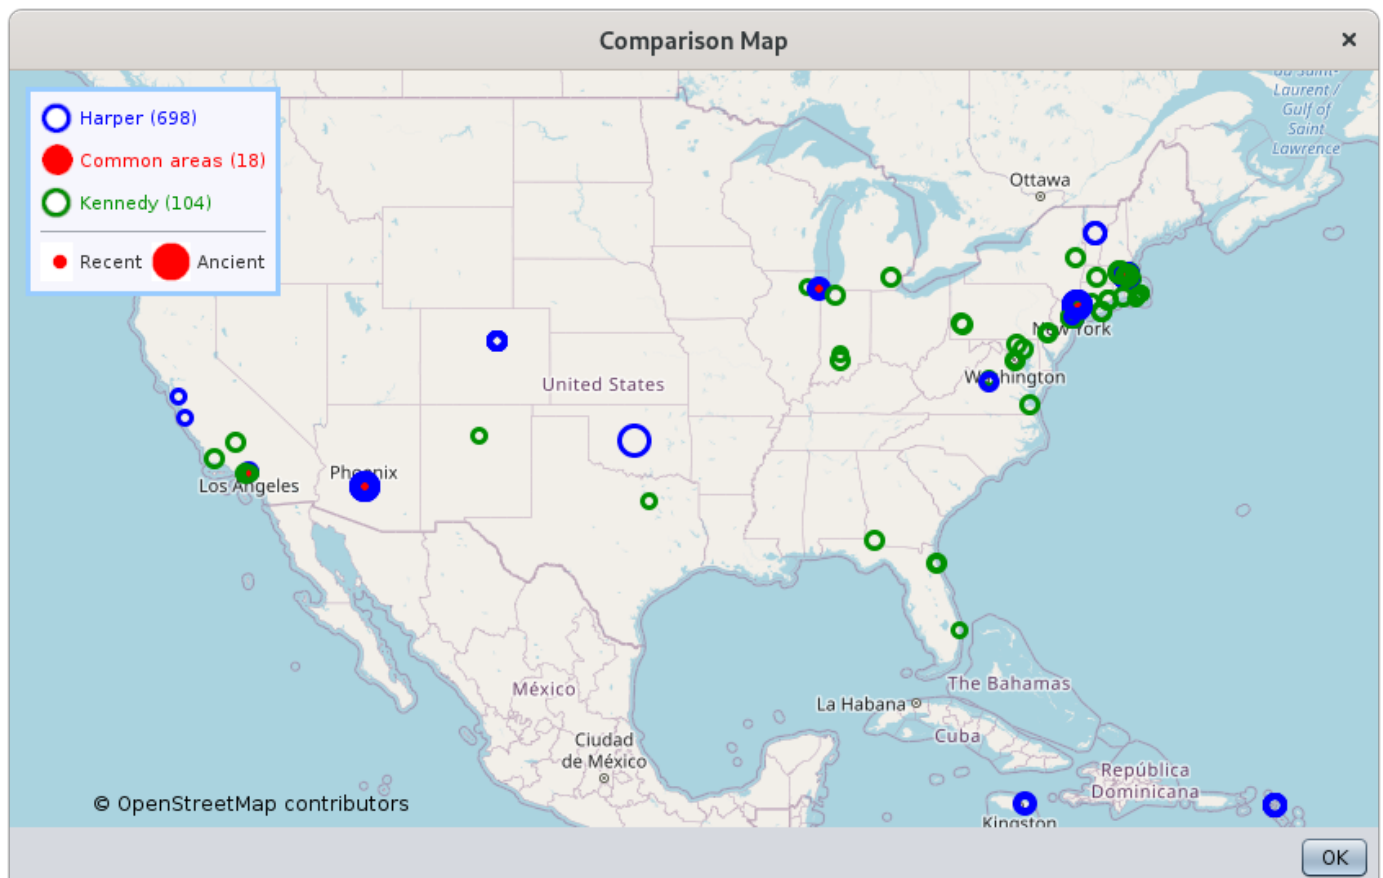 Comparison Map
×
Harper (698)
Common areas (18)
Kennedy (104)
Recent
Ancient
du Saint-
Laurent /
Gulf of
Saint
Lawrence
Ottawa
New York
Washington
United States
Phoenix
Los Angeles
México
La Habana
The Bahamas
Cuba
Ciudad
de México
República
Dominicana
Kingston
© OpenStreetMap contributors
OK